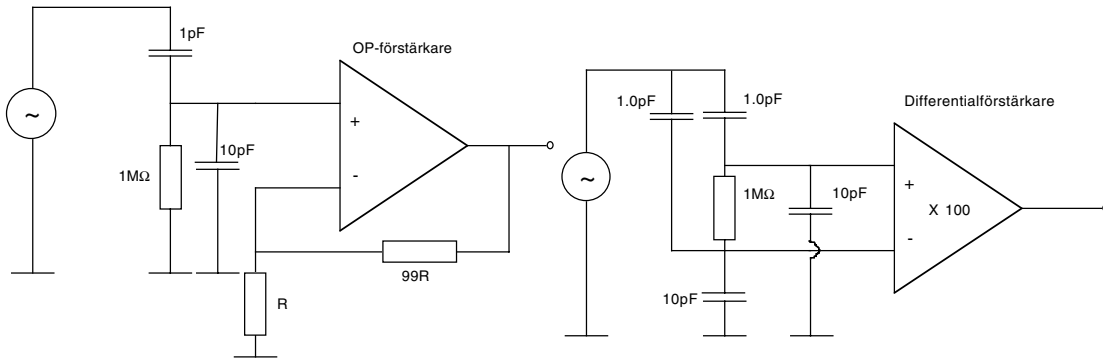 1pF
OP-förstärkare
~
+
10pF
1MΩ
-
99R
R
1.0pF
1.0pF
Differentialförstärkare
~
1MΩ
10pF
+
X 100
-
10pF